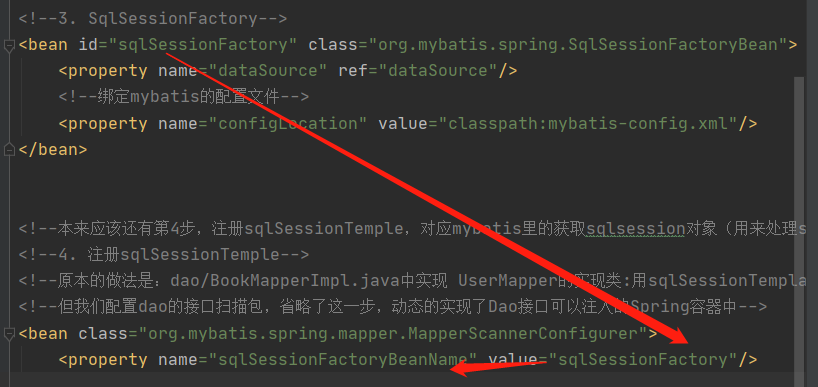 <!--3. SqlSessionFactory-->
<bean id="sqlSessionFactory" class="org.mybatis.spring.SqlSessionFactoryBean">
<property name="dataSource" ref="dataSource"/>
<!--绑定mybatis的配置文件-->
<property name="configLocation" value="classpath:mybatis-config.xml"/>
</bean>
<!--本来应该还有第4步，注册sqlSessionTemple，对应mybatis里的获取sqlsession对象（用来处理s
<!--4. 注册sqlSessionTemple-->
<!--原本的做法是：dao/BookMapperImpl.java中实现 UserMapper的实现类:用sqlSessionTempla
<!--但我们配置dao的接口扫描包，省略了这一步，动态的实现了Dao接口可以注入的Spring容器中-->
<bean class="org.mybatis.spring.mapper.MapperScannerConfigurer">
<property name="sqlSessionFactoryBeanName" value="sqlSessionFactory"/>